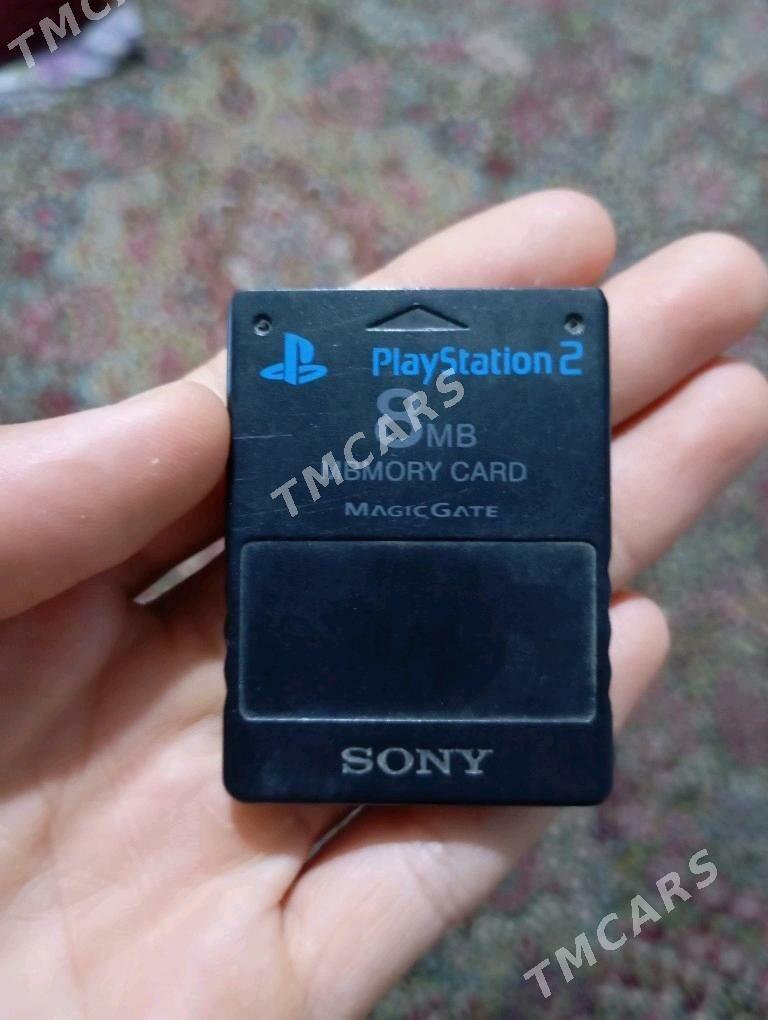 TMCARS
PlayStation 2
8 MB
MEMORY CARD
TMCARS
MAGICGATE
SONY
TMCARS